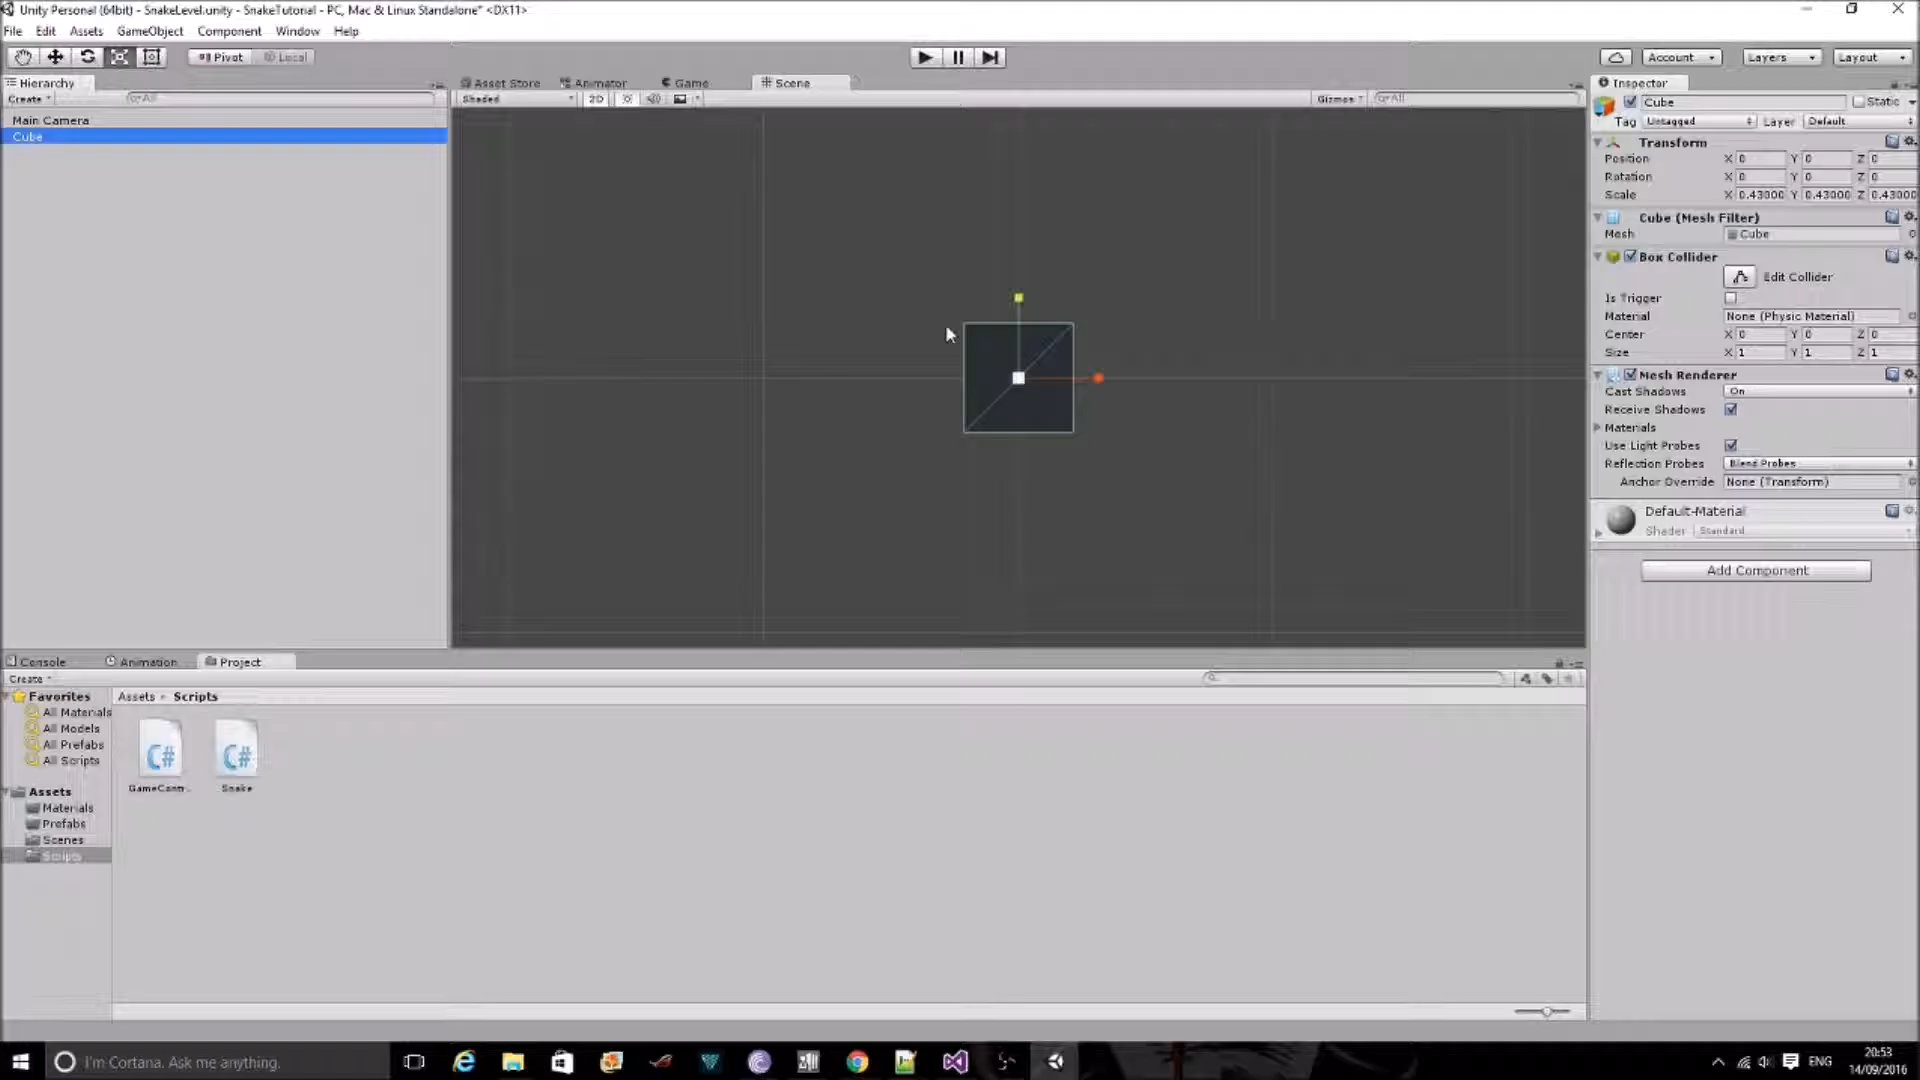 Unity Personal (64bit) - SnakeLevel.unity - SnakeTutorial - PC, Mac & Linux Standalone* <DX11>
File Edit Assets GameObject Component Window Help
Pivot Local
Account Layers Layout
Hierarchy
Create All
Main Camera
Cube
Asset Store Animator Game Scene
Shaded 2D Gizmos All
Inspector
Cube Static
Tag Untagged Layer Default
Transform
Position X 0 Y 0 Z 0
Rotation X 0 Y 0 Z 0
Scale X 0.43000 Y 0.43000 Z 0.43000
Cube (Mesh Filter)
Mesh Cube
Box Collider
Edit Collider
Is Trigger
Material None (Physic Material)
Center X 0 Y 0 Z 0
Size X 1 Y 1 Z 1
Mesh Renderer
Cast Shadows On
Receive Shadows
Materials
Use Light Probes
Reflection Probes Blend Probes
Anchor Override None (Transform)
Default-Material
Shader Standard
Add Component
Console Animation Project
Create
Favorites
All Materials
All Models
All Prefabs
All Scripts
Assets
Materials
Prefabs
Scenes
Scripts
Assets Scripts
C# C#
GameContr... Snake
I'm Cortana. Ask me anything.
ENG
20:53
14/09/2016